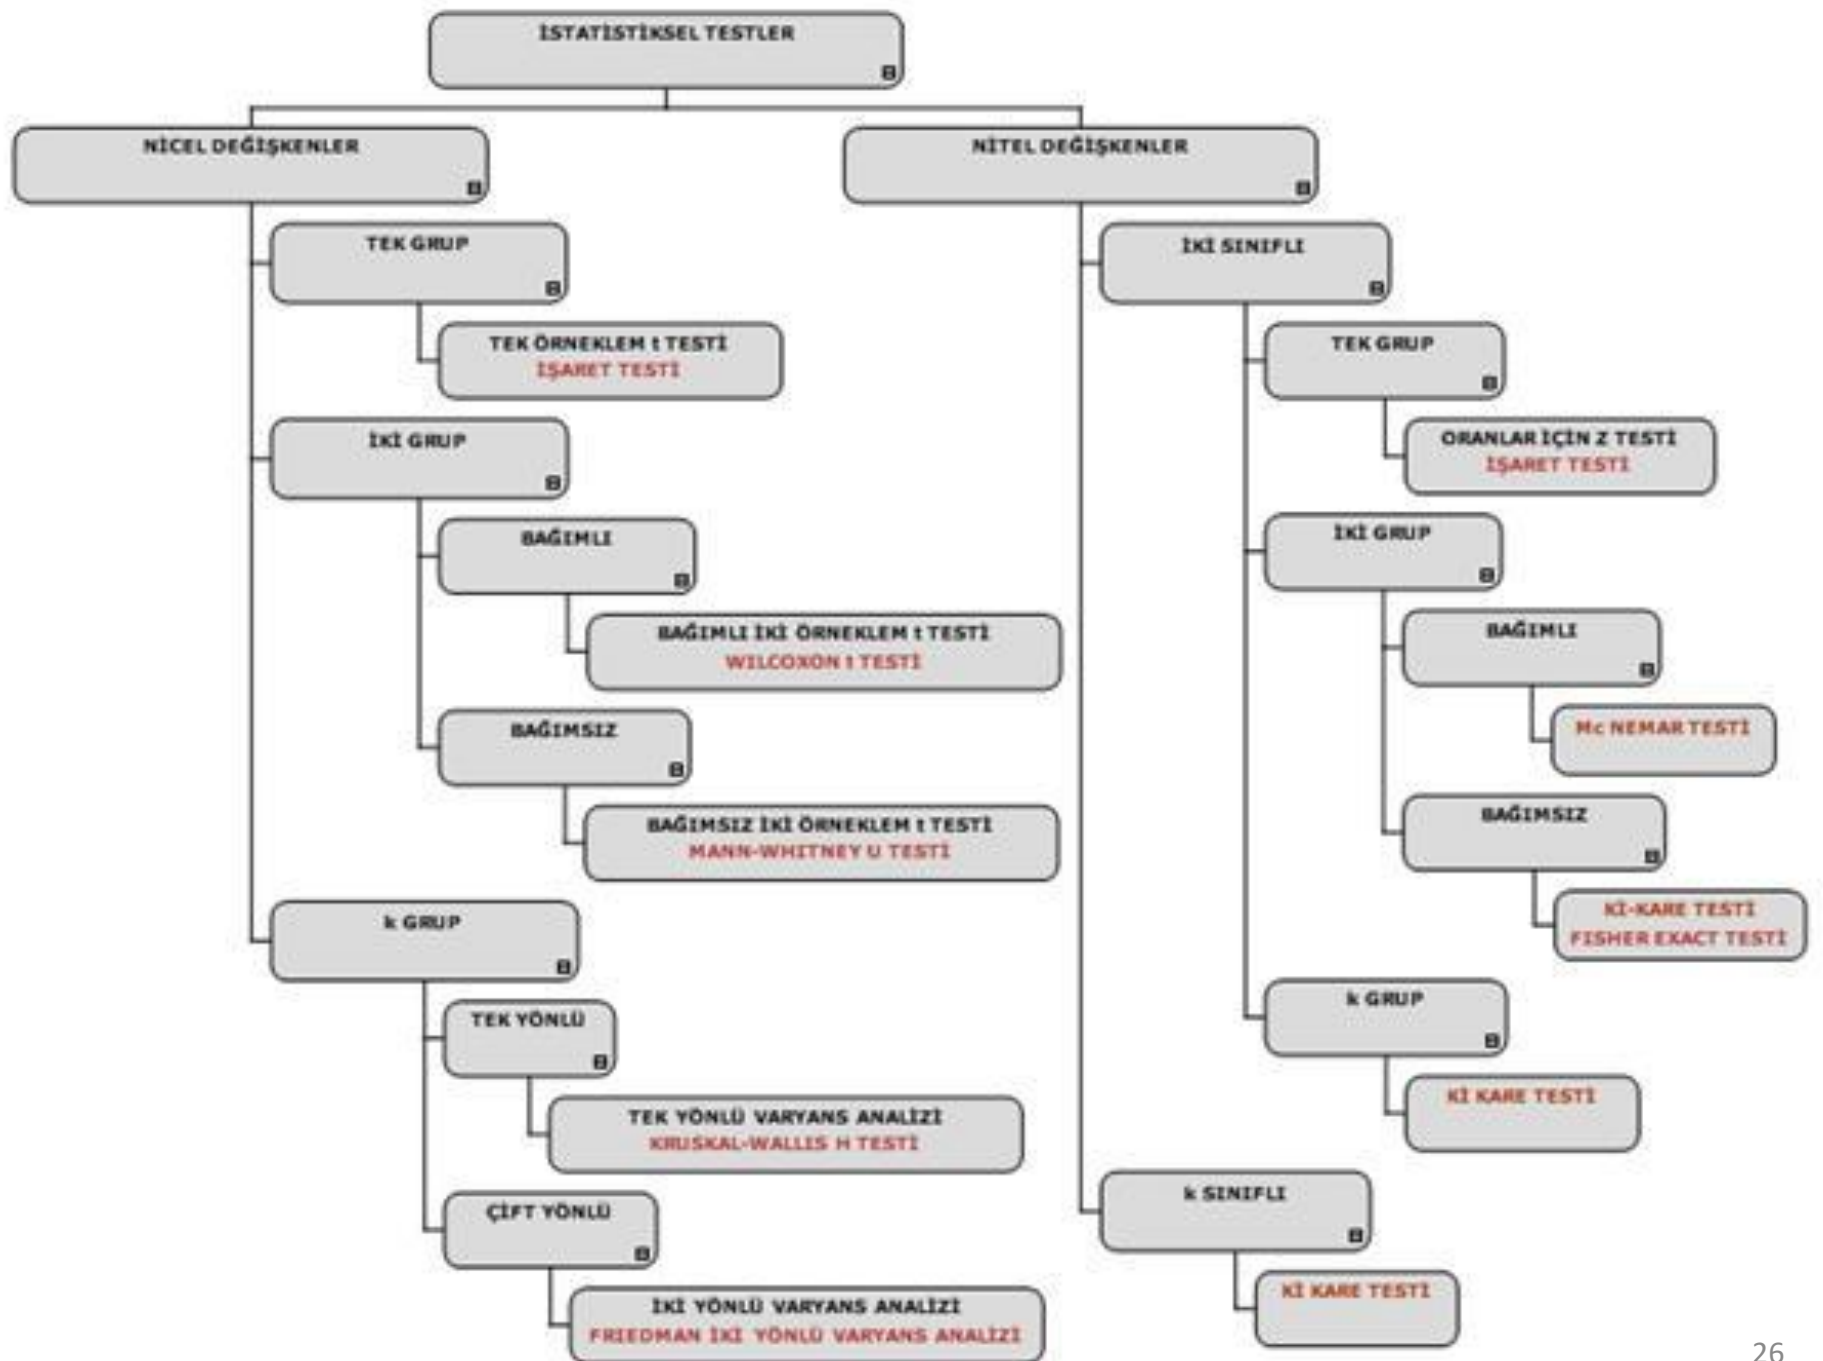 İSTATİSTİKSEL TESTLER
NİCEL DEĞİŞKENLER
TEK GRUP
TEK ÖRNEKLEM t TESTİ
İŞARET TESTİ
İKİ GRUP
BAĞIMLI
BAĞIMLI İKİ ÖRNEKLEM t TESTİ
WILCOXON t TESTİ
BAĞIMSIZ
BAĞIMSIZ İKİ ÖRNEKLEM t TESTİ
MANN-WHITNEY U TESTİ
k GRUP
TEK YÖNLÜ
TEK YÖNLÜ VARYANS ANALİZİ
KRUSKAL-WALLIS H TESTİ
ÇİFT YÖNLÜ
İKİ YÖNLÜ VARYANS ANALİZİ
FRIEDMAN İKİ YÖNLÜ VARYANS ANALİZİ
NİTEL DEĞİŞKENLER
İKİ SINIFLI
TEK GRUP
ORANLAR İÇİN Z TESTİ
İŞARET TESTİ
İKİ GRUP
BAĞIMLI
Mc NEMAR TESTİ
BAĞIMSIZ
Kİ-KARE TESTİ
FISHER EXACT TESTİ
k GRUP
Kİ KARE TESTİ
k SINIFLI
Kİ KARE TESTİ
26